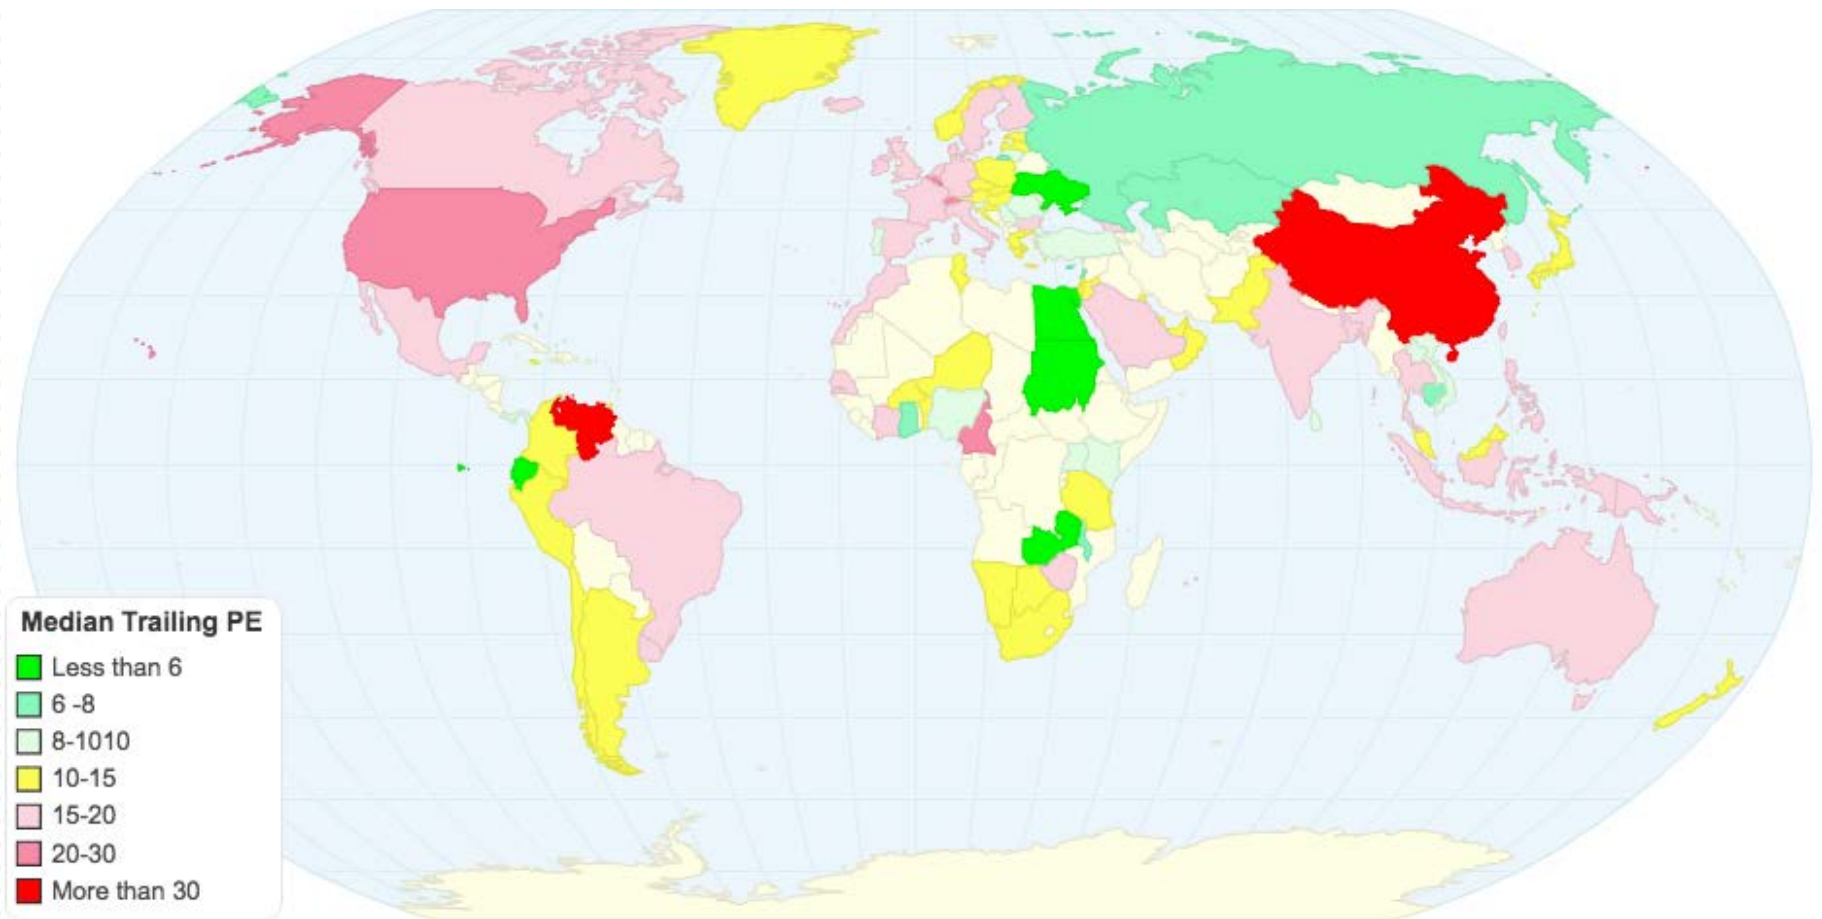 Median Trailing PE
Less than 6
6 -8
8-1010
10-15
15-20
20-30
More than 30